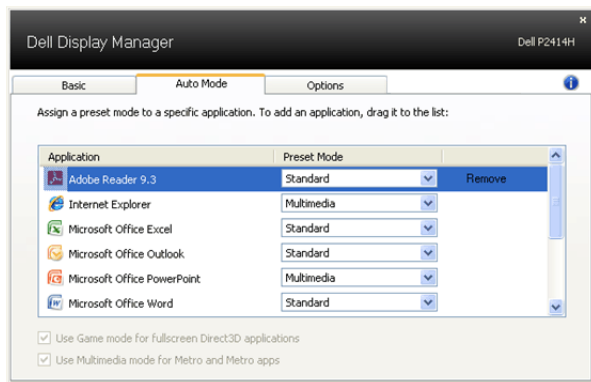 Dell Display Manager
Dell P2414H
Basic
Auto Mode
Options
Assign a preset mode to a specific application. To add an application, drag it to the list:
Application Preset Mode
Adobe Reader 9.3 Standard Remove
Internet Explorer Multimedia
Microsoft Office Excel Standard
Microsoft Office Outlook Standard
Microsoft Office PowerPoint Multimedia
Microsoft Office Word Standard
Use Game mode for fullscreen Direct3D applications
Use Multimedia mode for Metro and Metro apps